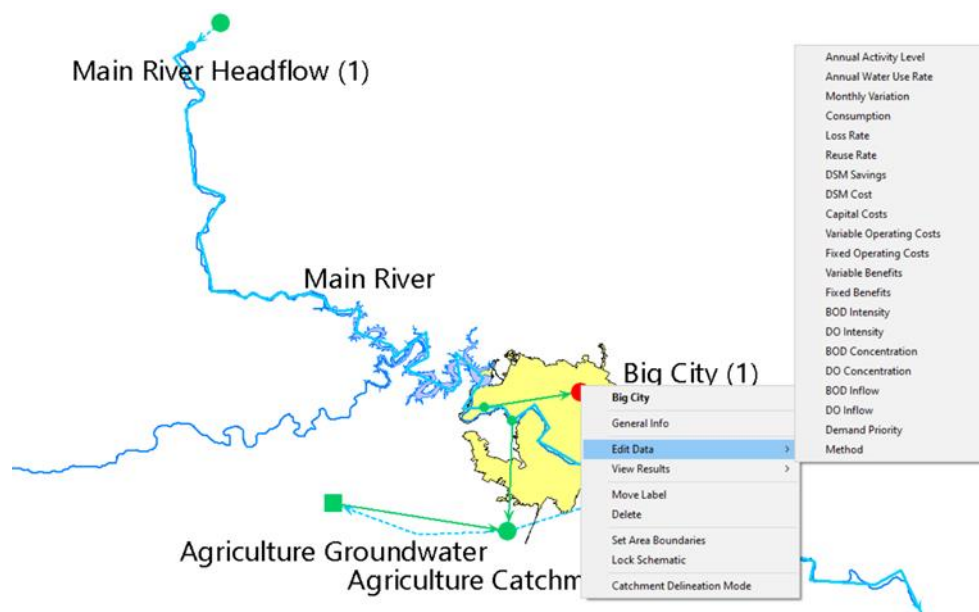 Main River Headflow (1)
Main River
Big City (1)
Agriculture Groundwater
Agriculture Catchm
Big City
General Info
Edit Data
View Results
Move Label
Delete
Set Area Boundaries
Lock Schematic
Catchment Delineation Mode
Annual Activity Level
Annual Water Use Rate
Monthly Variation
Consumption
Loss Rate
Reuse Rate
DSM Savings
DSM Cost
Capital Costs
Variable Operating Costs
Fixed Operating Costs
Variable Benefits
Fixed Benefits
BOD Intensity
DO Intensity
BOD Concentration
DO Concentration
BOD Inflow
DO Inflow
Demand Priority
Method